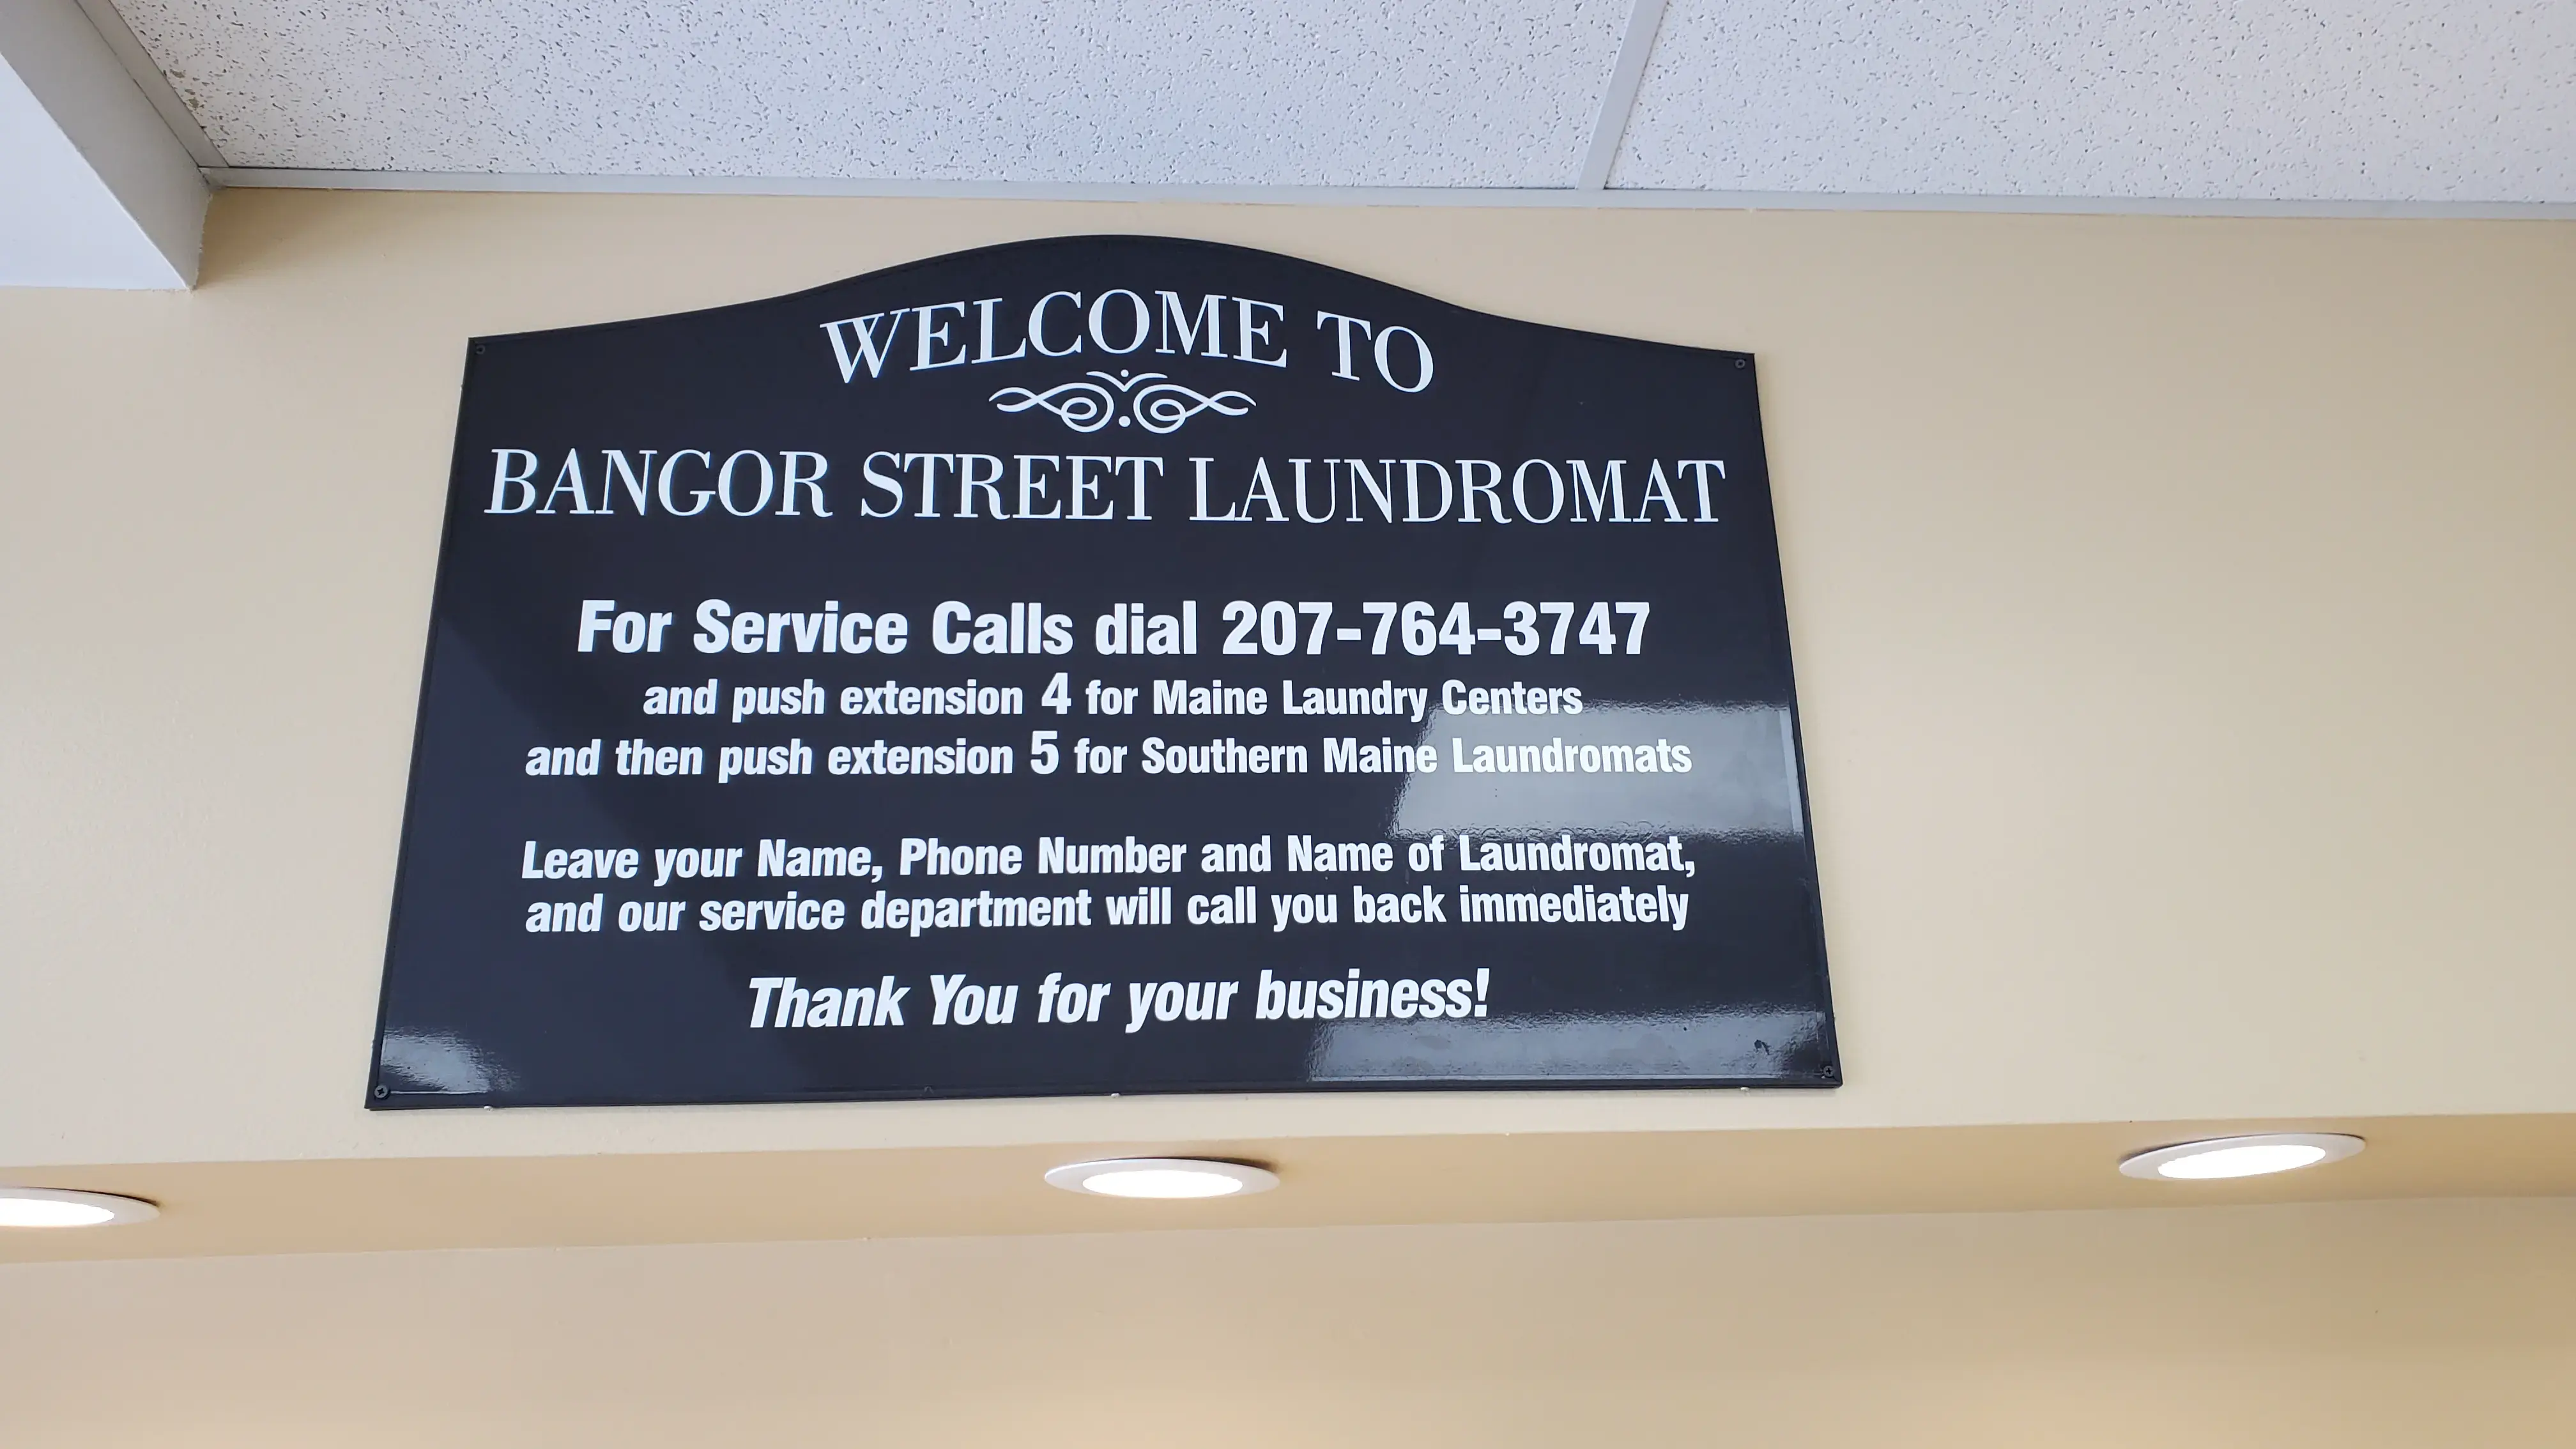 WELCOME TO
BANGOR STREET LAUNDROMAT
For Service Calls dial 207-764-3747
and push extension 4 for Maine Laundry Centers
and then push extension 5 for Southern Maine Laundromats
Leave your Name, Phone Number and Name of Laundromat,
and our service department will call you back immediately
Thank You for your business!